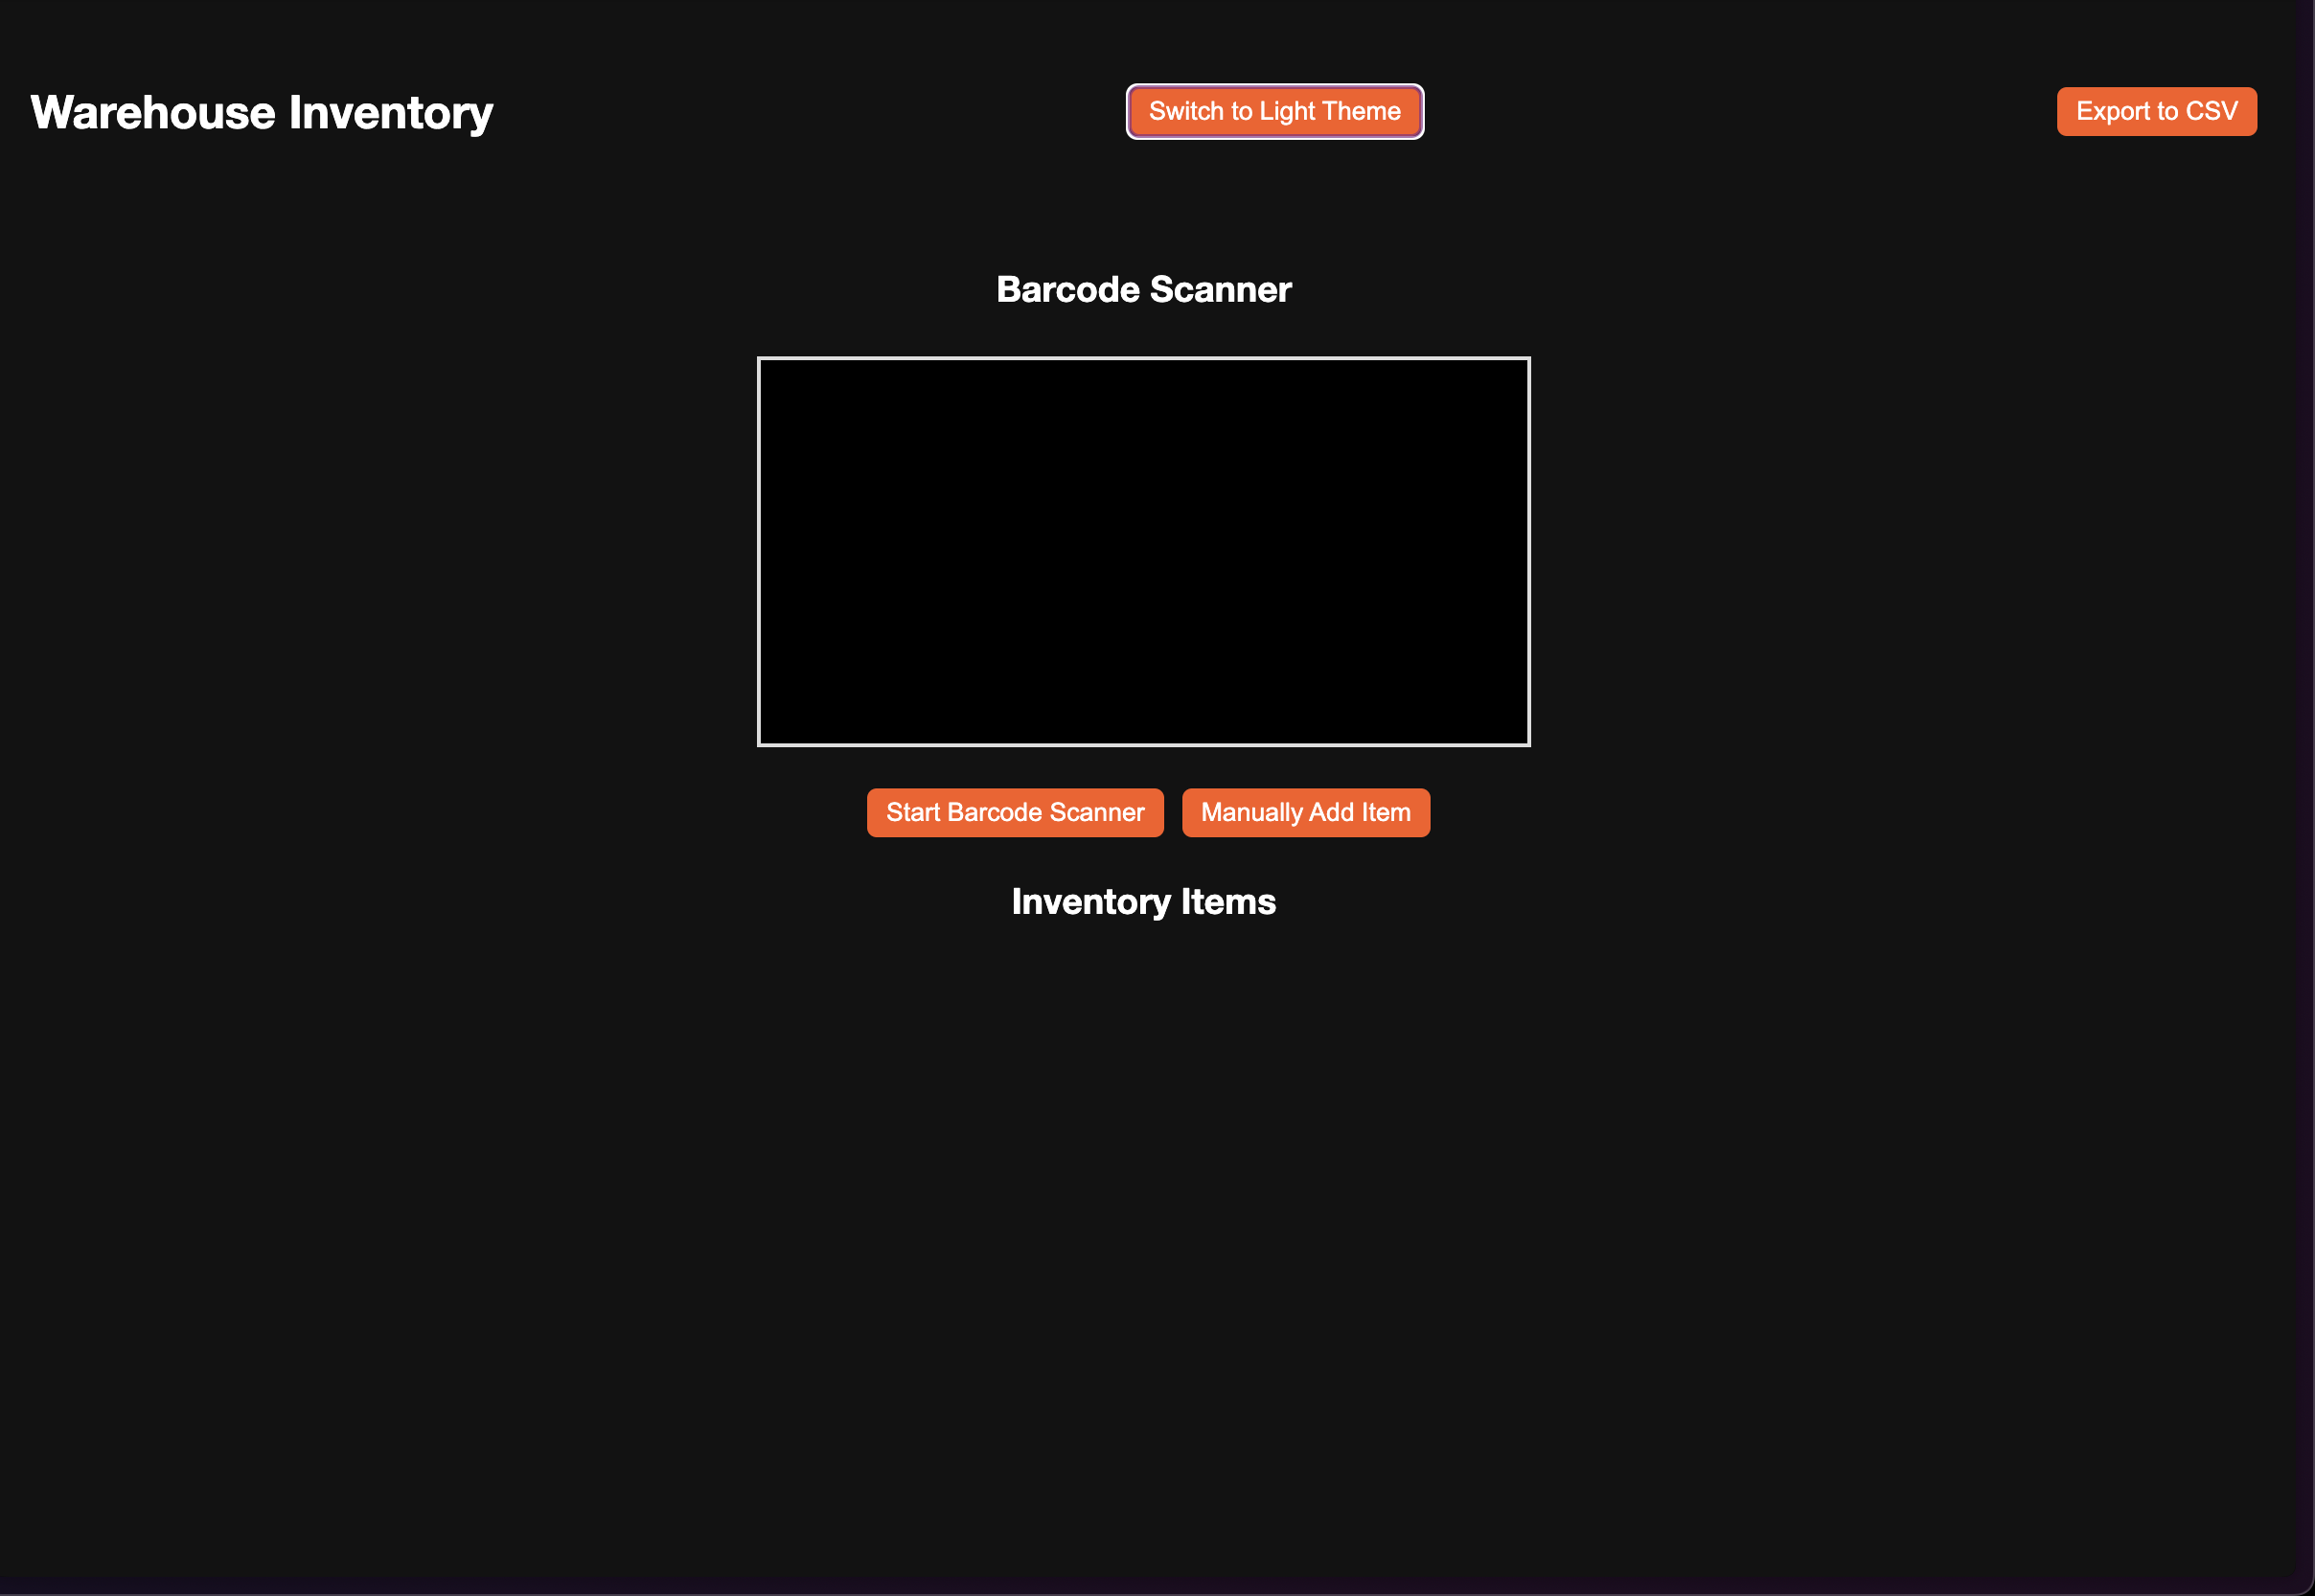 Warehouse Inventory
Switch to Light Theme
Export to CSV
Barcode Scanner
Start Barcode Scanner
Manually Add Item
Inventory Items